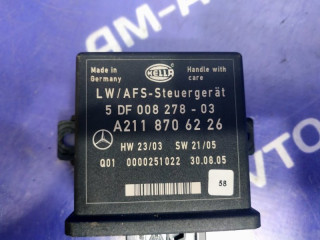 Made in
Germany
HELLA
Handle with
care
LW/AFS-Steuergerät
5 DF 008 278 - 03
A211 870 62 26
HW 23/03 SW 21/05
Q01 0000251022 30.08.05
58